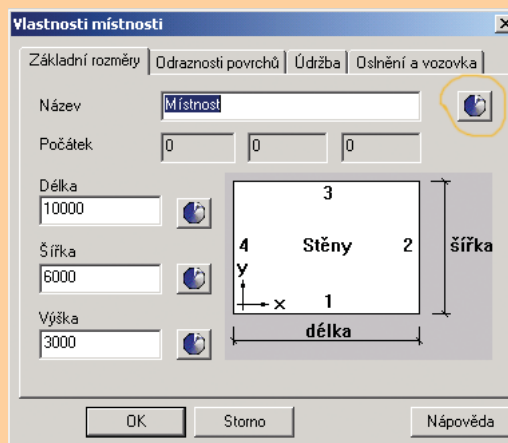 Vlastnosti místnosti
Základní rozměry Odraznosti povrchů Údržba Oslnění a vozovka
Název Místnost
Počátek 0 0 0
Délka
10000
Šířka
6000
Výška
3000
3
4 Stěny 2
šířka
y
x
1
délka
OK Storno Nápověda